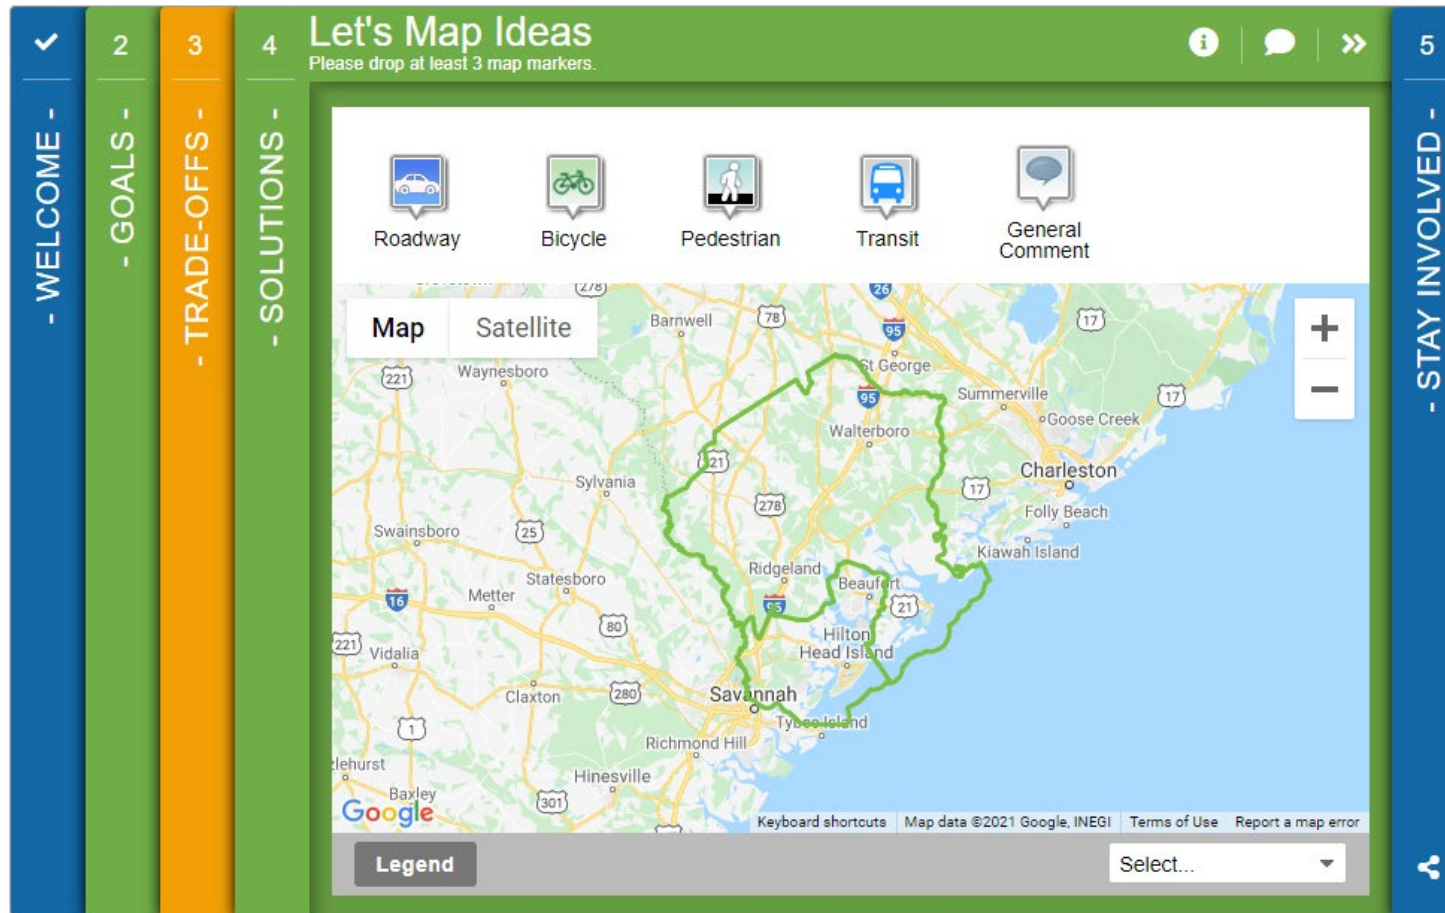 - WELCOME -
2
- GOALS -
3
- TRADE-OFFS -
4
- SOLUTIONS -
Let's Map Ideas
Please drop at least 3 map markers.
5
- STAY INVOLVED -
Roadway
Bicycle
Pedestrian
Transit
General
Comment
Map
Satellite
278
26
Barnwell
78
95
17
St George
Waynesboro
221
95
Summerville
17
Goose Creek
Walterboro
321
Charleston
Sylvania
17
278
Folly Beach
Swainsboro
25
Kiawah Island
Ridgeland
Statesboro
Beaufort
Metter
16
95
21
80
Hilton
Head Island
221
Vidalia
Claxton
280
Savannah
Tybee Island
1
Richmond Hill
Hinesville
Baxley
301
Google
Keyboard shortcuts
Map data ©2021 Google, INEGI
Terms of Use
Report a map error
Legend
Select...